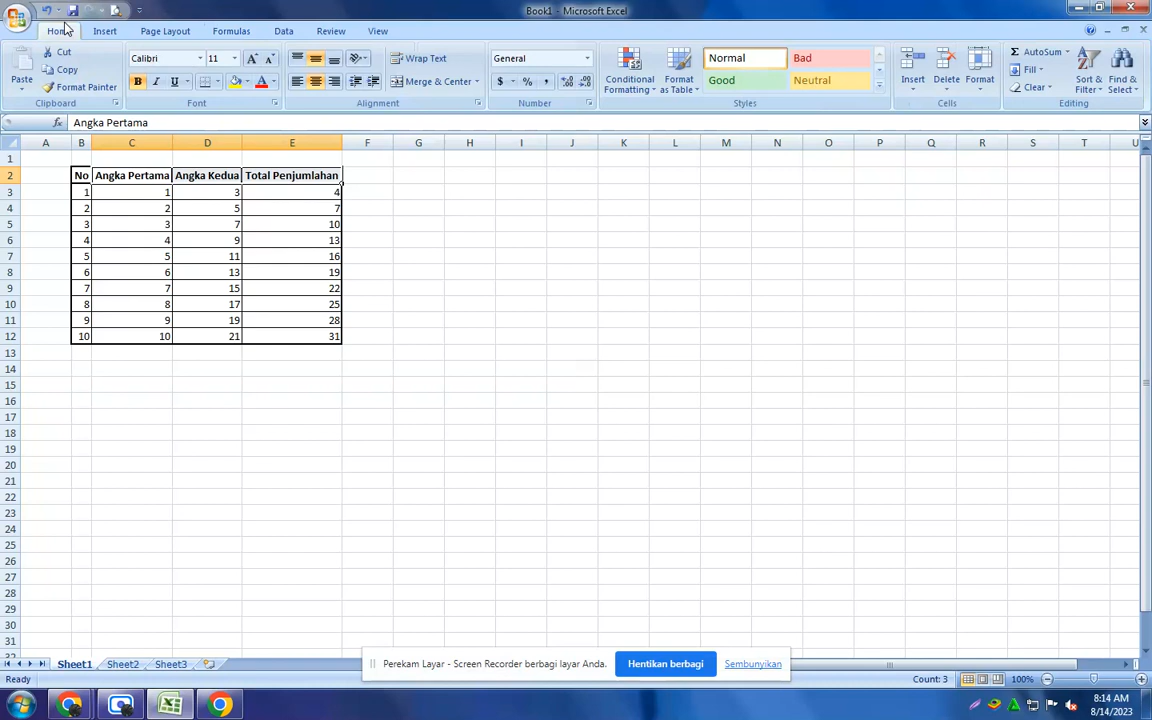 Book1 - Microsoft Excel
Home Insert Page Layout Formulas Data Review View
Paste Cut Copy Format Painter Clipboard
Calibri 11 B I U Font
Wrap Text Merge & Center Alignment
General $ % , Number
Conditional Formatting Format as Table Normal Bad Good Neutral Styles
Insert Delete Format Cells
AutoSum Fill Clear Sort & Filter Find & Select Editing
fx Angka Pertama
A B C D E F G H I J K L M N O P Q R S T U
1
2 No Angka Pertama Angka Kedua Total Penjumlahan
3 1 1 3 4
4 2 2 5 7
5 3 3 7 10
6 4 4 9 13
7 5 5 11 16
8 6 6 13 19
9 7 7 15 22
10 8 8 17 25
11 9 9 19 28
12 10 10 21 31
13
14
15
16
17
18
19
20
21
22
23
24
25
26
27
28
29
30
31
Sheet1 Sheet2 Sheet3
Perekam Layar - Screen Recorder berbagi layar Anda. Hentikan berbagi Sembunyikan
Ready Count: 3 100%
8:14 AM
8/14/2023